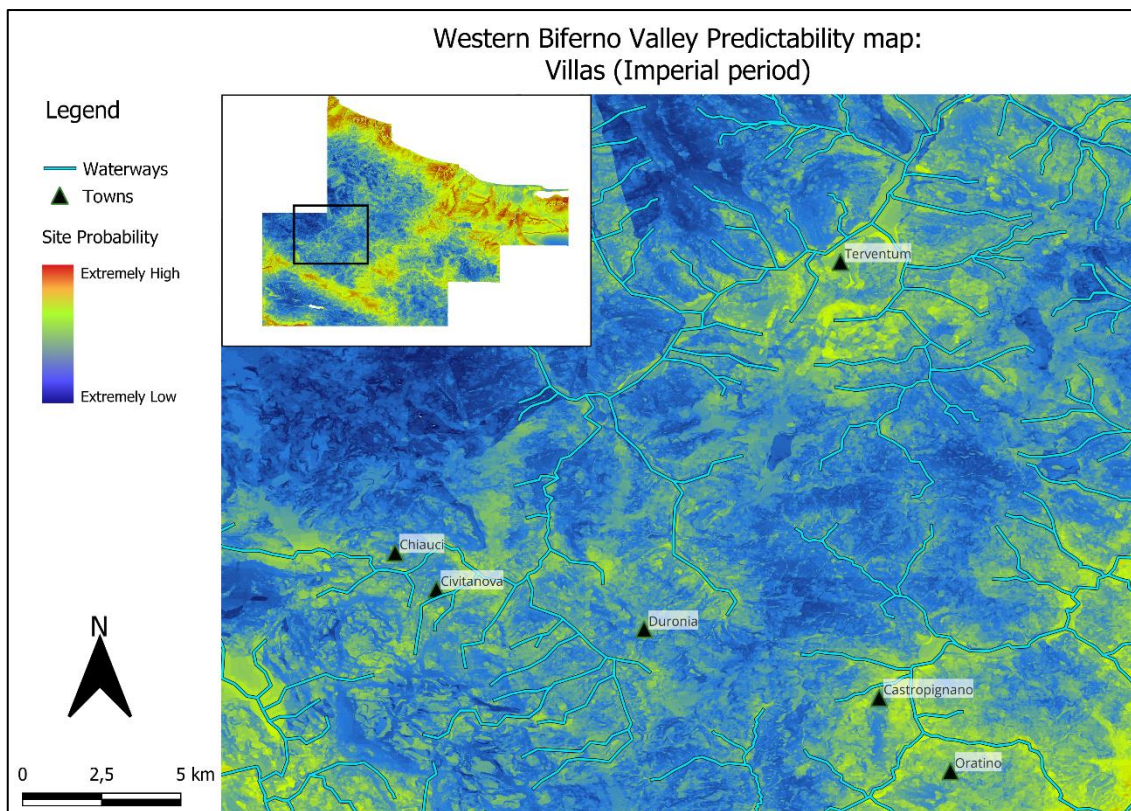 Western Biferno Valley Predictability map:
Villas (Imperial period)
Legend
Waterways
Towns
Site Probability
Extremely High
Extremely Low
Terventum
Chiauci
Civitanova
Duronia
Castropignano
Oratino
N
0 2,5 5 km